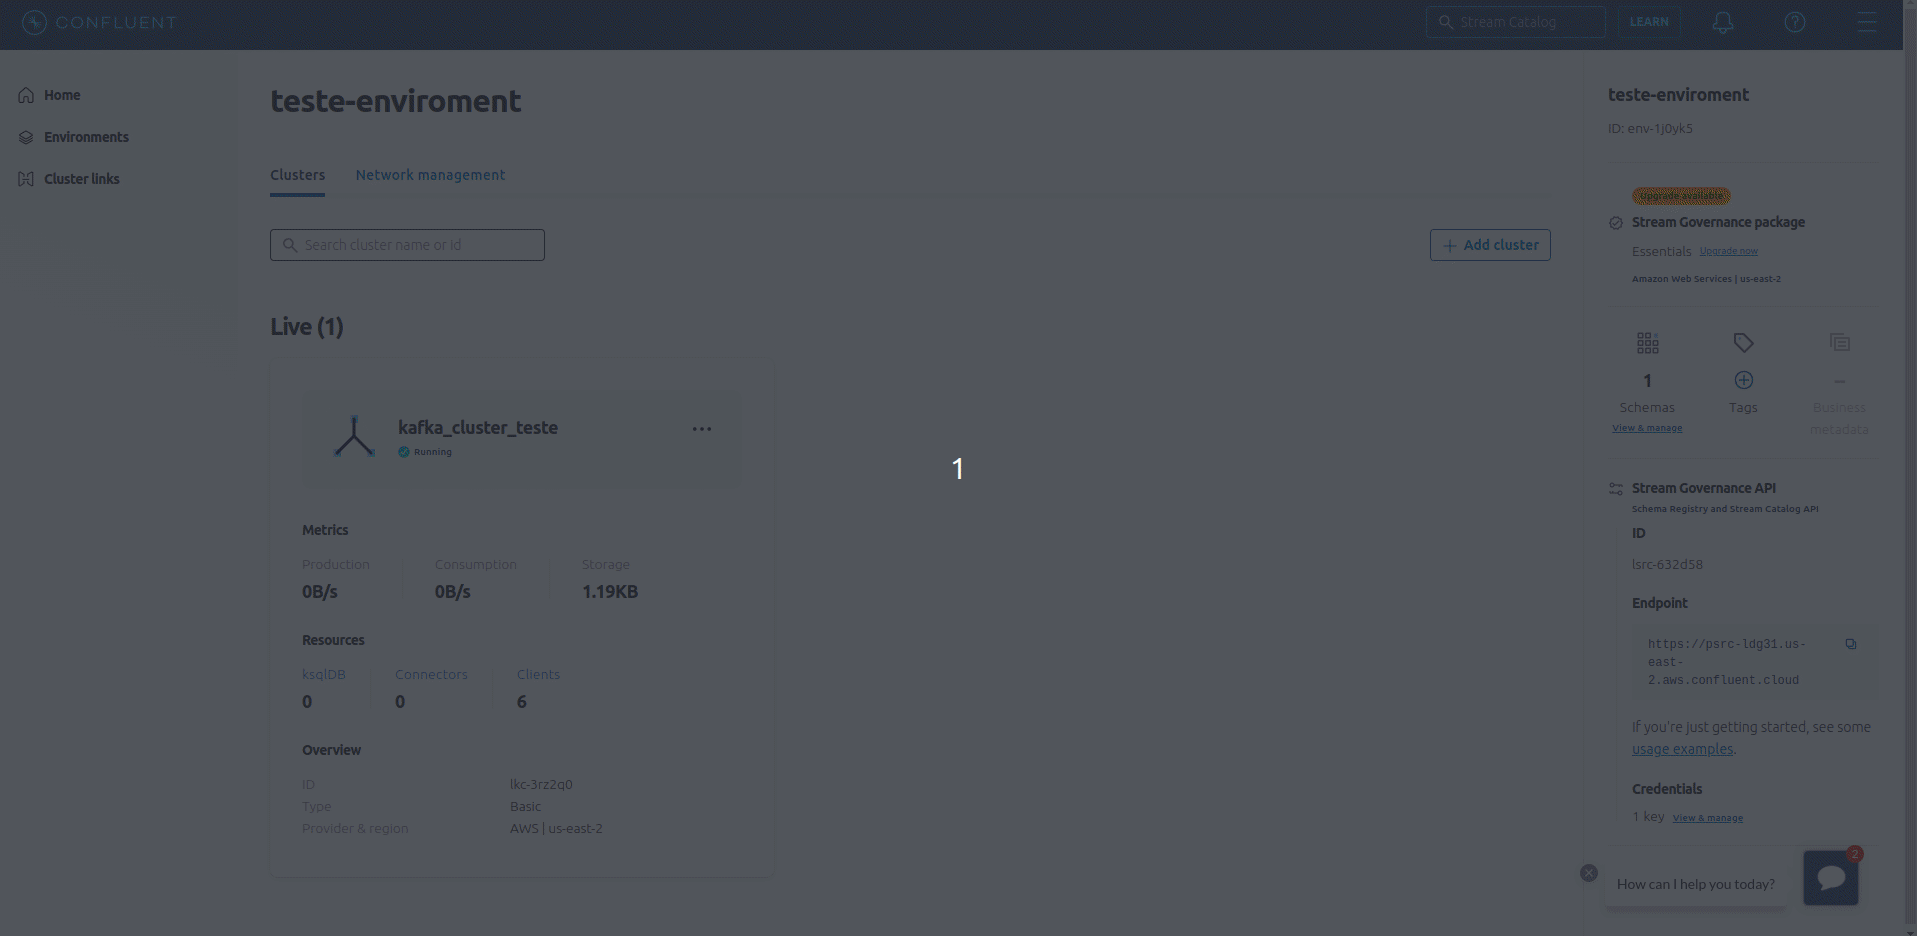 CONFLUENT
Stream Catalog
LEARN
Home
Environments
Cluster links
teste-enviroment
Clusters
Network management
Search cluster name or id
Add cluster
Live (1)
kafka_cluster_teste
Running
Metrics
Production
Consumption
Storage
0B/s
0B/s
1.19KB
Resources
ksqlDB
Connectors
Clients
0
0
6
Overview
ID
lkc-3rz2q0
Type
Basic
Provider & region
AWS | us-east-2
1
teste-enviroment
ID: env-1j0yk5
Upgrade available
Stream Governance package
Essentials Upgrade now
Amazon Web Services | us-east-2
1
--
Schemas
Tags
Business
metadata
View & manage
Stream Governance API
Schema Registry and Stream Catalog API
ID
lsrc-632d58
Endpoint
https://psrc-ldg31.us-
east-
2.aws.confluent.cloud
If you're just getting started, see some
usage examples.
Credentials
1 key View & manage
2
How can I help you today?